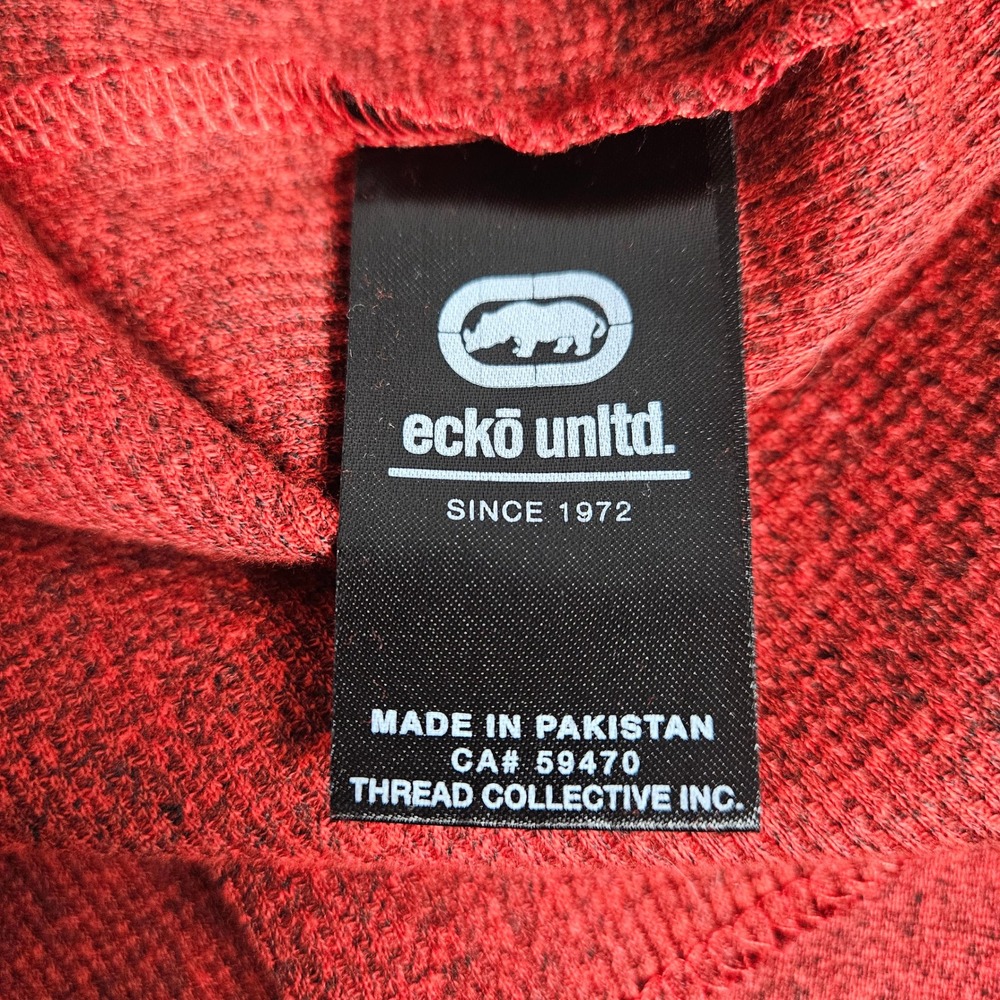 eckō unltd.
SINCE 1972
MADE IN PAKISTAN
CA# 59470
THREAD COLLECTIVE INC.